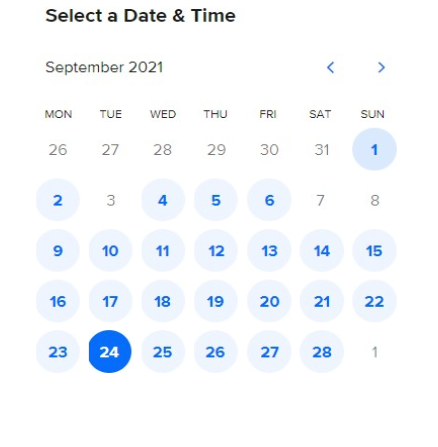 Select a Date & Time
September 2021
MON TUE WED THU FRI SAT SUN
26 27 28 29 30 31 1
2 3 4 5 6 7 8
9 10 11 12 13 14 15
16 17 18 19 20 21 22
23 24 25 26 27 28 1